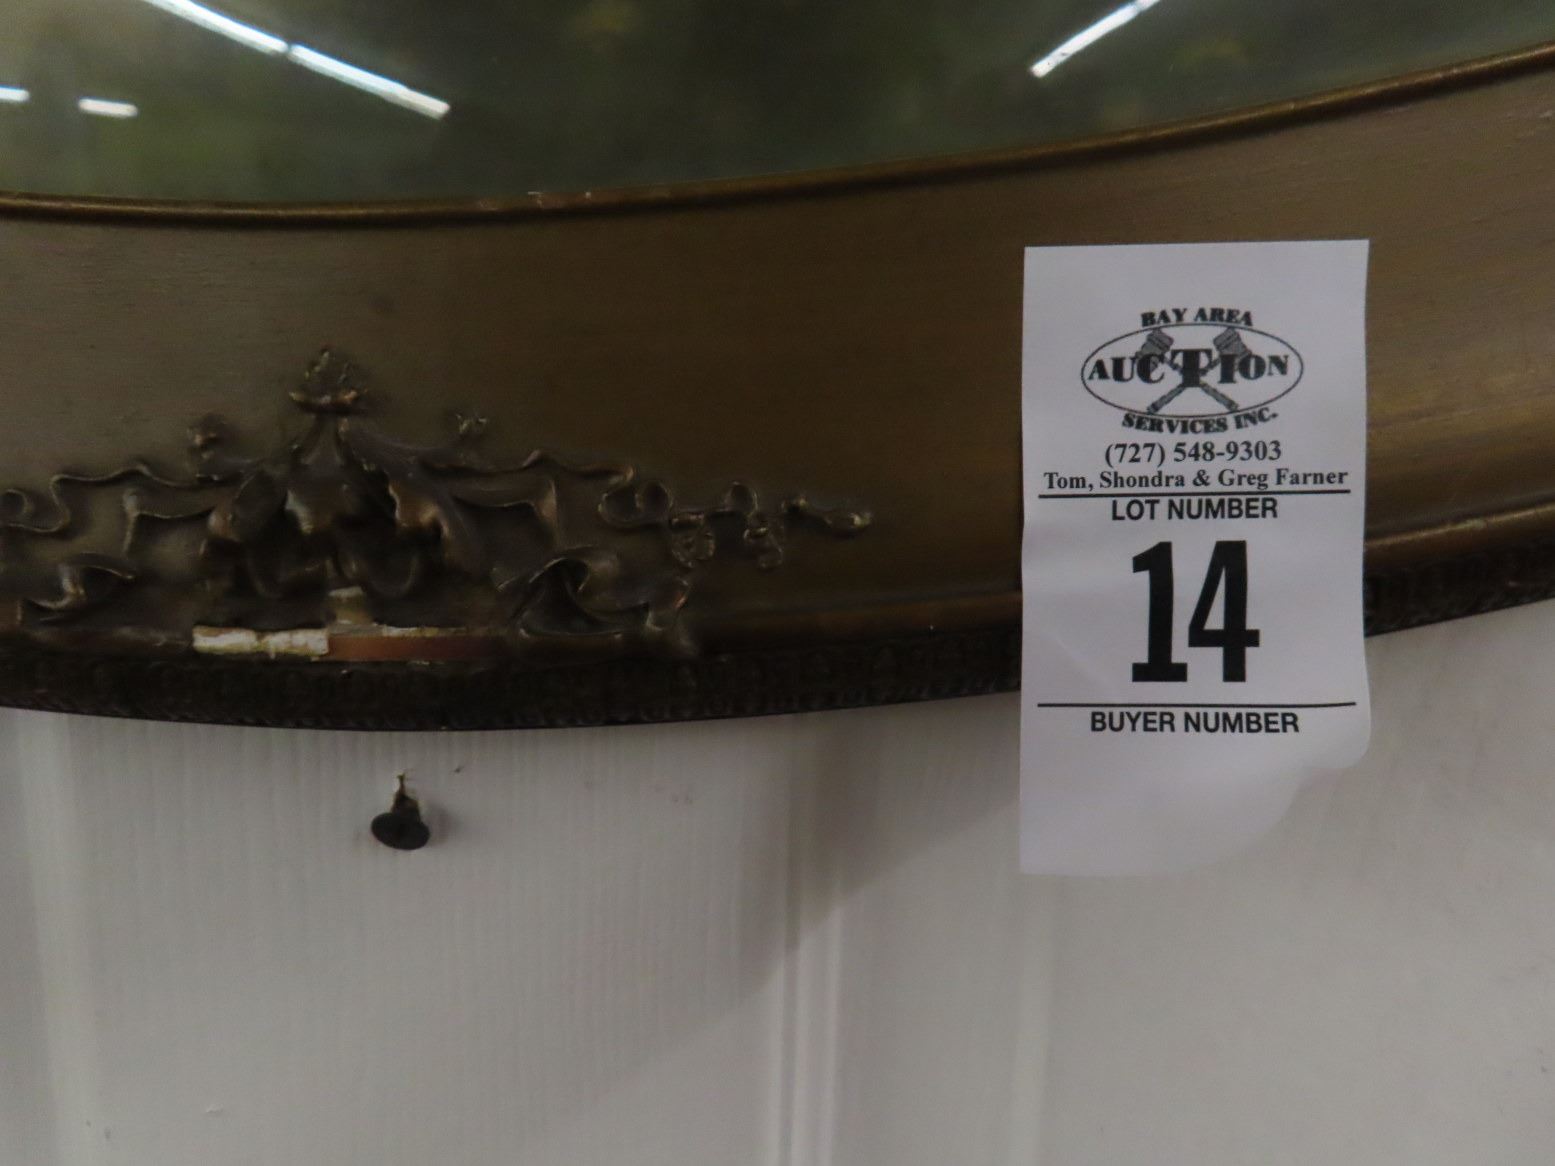 BAY AREA
AUCTION
SERVICES INC.
(727) 548-9303
Tom, Shondra & Greg Farner
LOT NUMBER
14
BUYER NUMBER